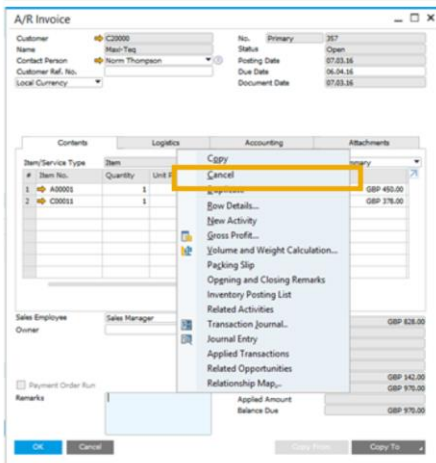 A/R Invoice
Customer C20000
Name Maxi-Teq
Contact Person Norm Thompson
Customer Ref. No.
Local Currency
No. Primary 357
Status Open
Posting Date 07.03.16
Due Date 06.04.16
Document Date 07.03.16
Contents Logistics Accounting Attachments
Item/Service Type Item
# Item No. Quantity
1 A00001 1 GBP 450.00
2 C00011 1 GBP 378.00
Copy
Cancel
Duplicate
Row Details...
New Activity
Gross Profit...
Volume and Weight Calculation...
Packing Slip
Opening and Closing Remarks
Inventory Posting List
Related Activities
Transaction Journal..
Journal Entry
Applied Transactions
Related Opportunities
Relationship Map...
Sales Employee Sales Manager
Owner
GBP 828.00
GBP 142.00
GBP 970.00
Payment Order Run
Remarks
Applied Amount
Balance Due GBP 970.00
OK Cancel Copy From Copy To